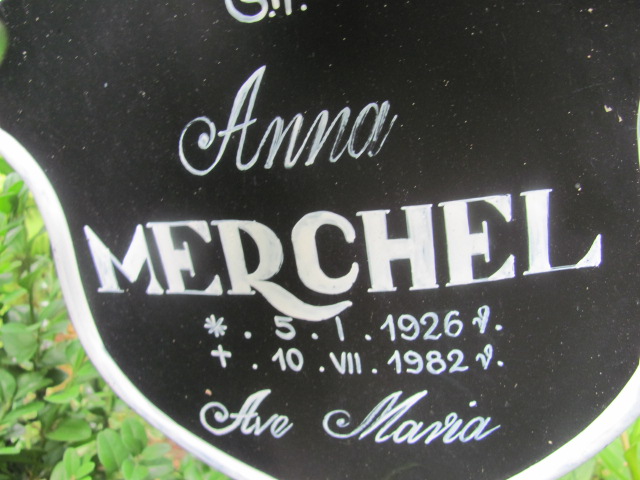 Ś.P.
Anna
MERCHEL
* . 5 . I . 1926 r.
+ . 10 . VII . 1982 r.
Ave Maria